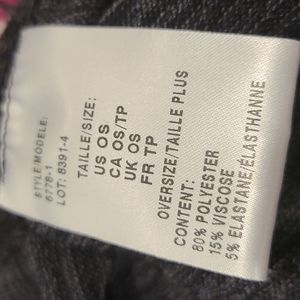 STYLE/MODELE:
6778-1
LOT: 8391-4
TAILLE/SIZE:
US OS
CA OS/TP
UK OS
FR TP
OVERSIZE/TAILLE PLUS
CONTENT:
80% POLYESTER
15% VISCOSE
5% ELASTANE/ÉLASTHANNE